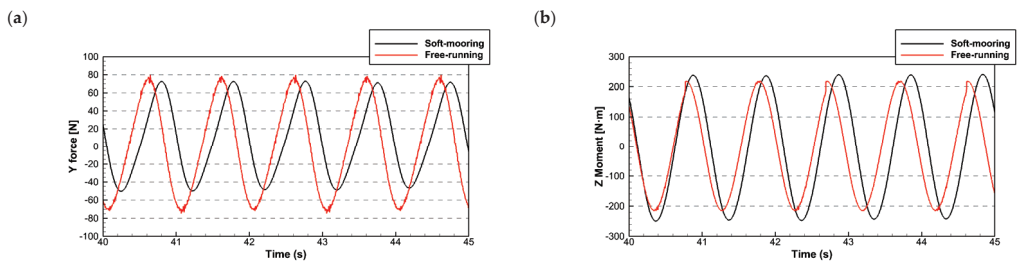 (a)
Soft-mooring
Free-running
100
80
60
40
20
0
-20
-40
-60
-80
-100
Y force [N]
40 41 42 43 44 45
Time (s)
(b)
Soft-mooring
Free-running
300
200
100
0
-100
-200
-300
Z Moment [N·m]
40 41 42 43 44 45
Time (s)